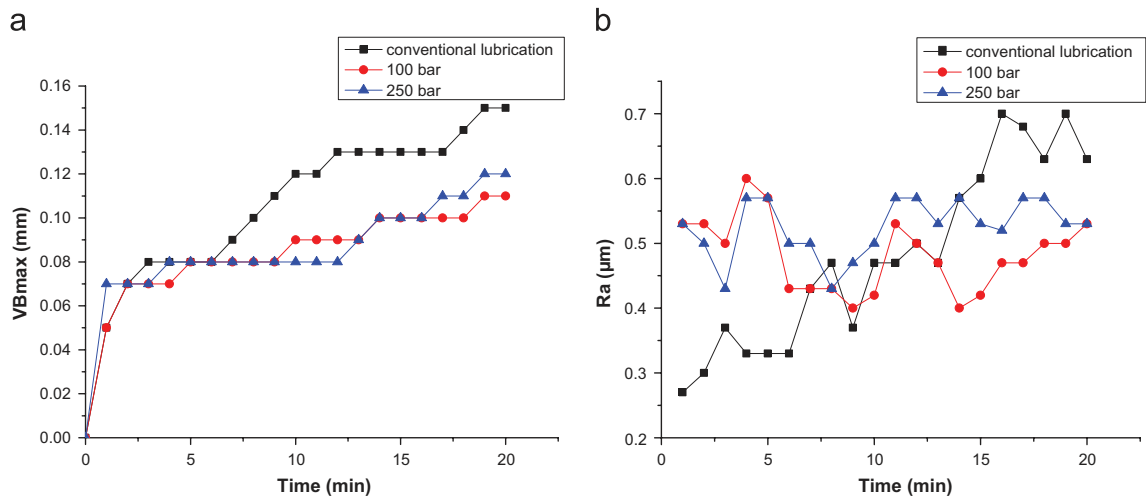 a
conventional lubrication
100 bar
250 bar
VBmax (mm)
0.16
0.14
0.12
0.10
0.08
0.06
0.04
0.02
0.00
0 5 10 15 20
Time (min)
b
conventional lubrication
100 bar
250 bar
Ra (µm)
0.7
0.6
0.5
0.4
0.3
0.2
0 5 10 15 20
Time (min)